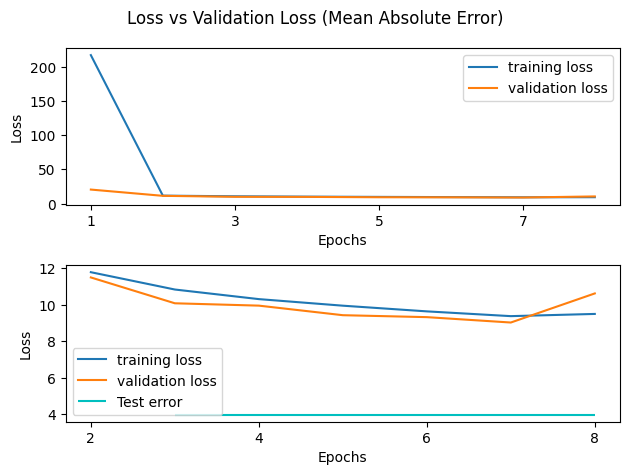 Loss vs Validation Loss (Mean Absolute Error)
200
150
100
50
0
Loss
training loss
validation loss
1
3
5
7
Epochs
12
10
8
6
4
Loss
training loss
validation loss
Test error
2
4
6
8
Epochs